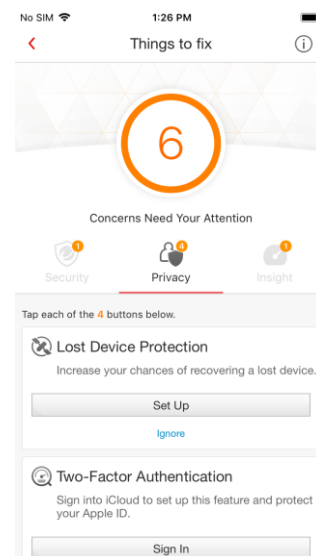 No SIM 1:26 PM
Things to fix
6
Concerns Need Your Attention
1 4 1
Security Privacy Insight
Tap each of the 4 buttons below.
Lost Device Protection
Increase your chances of recovering a lost device.
Set Up
Ignore
Two-Factor Authentication
Sign into iCloud to set up this feature and protect
your Apple ID.
Sign In